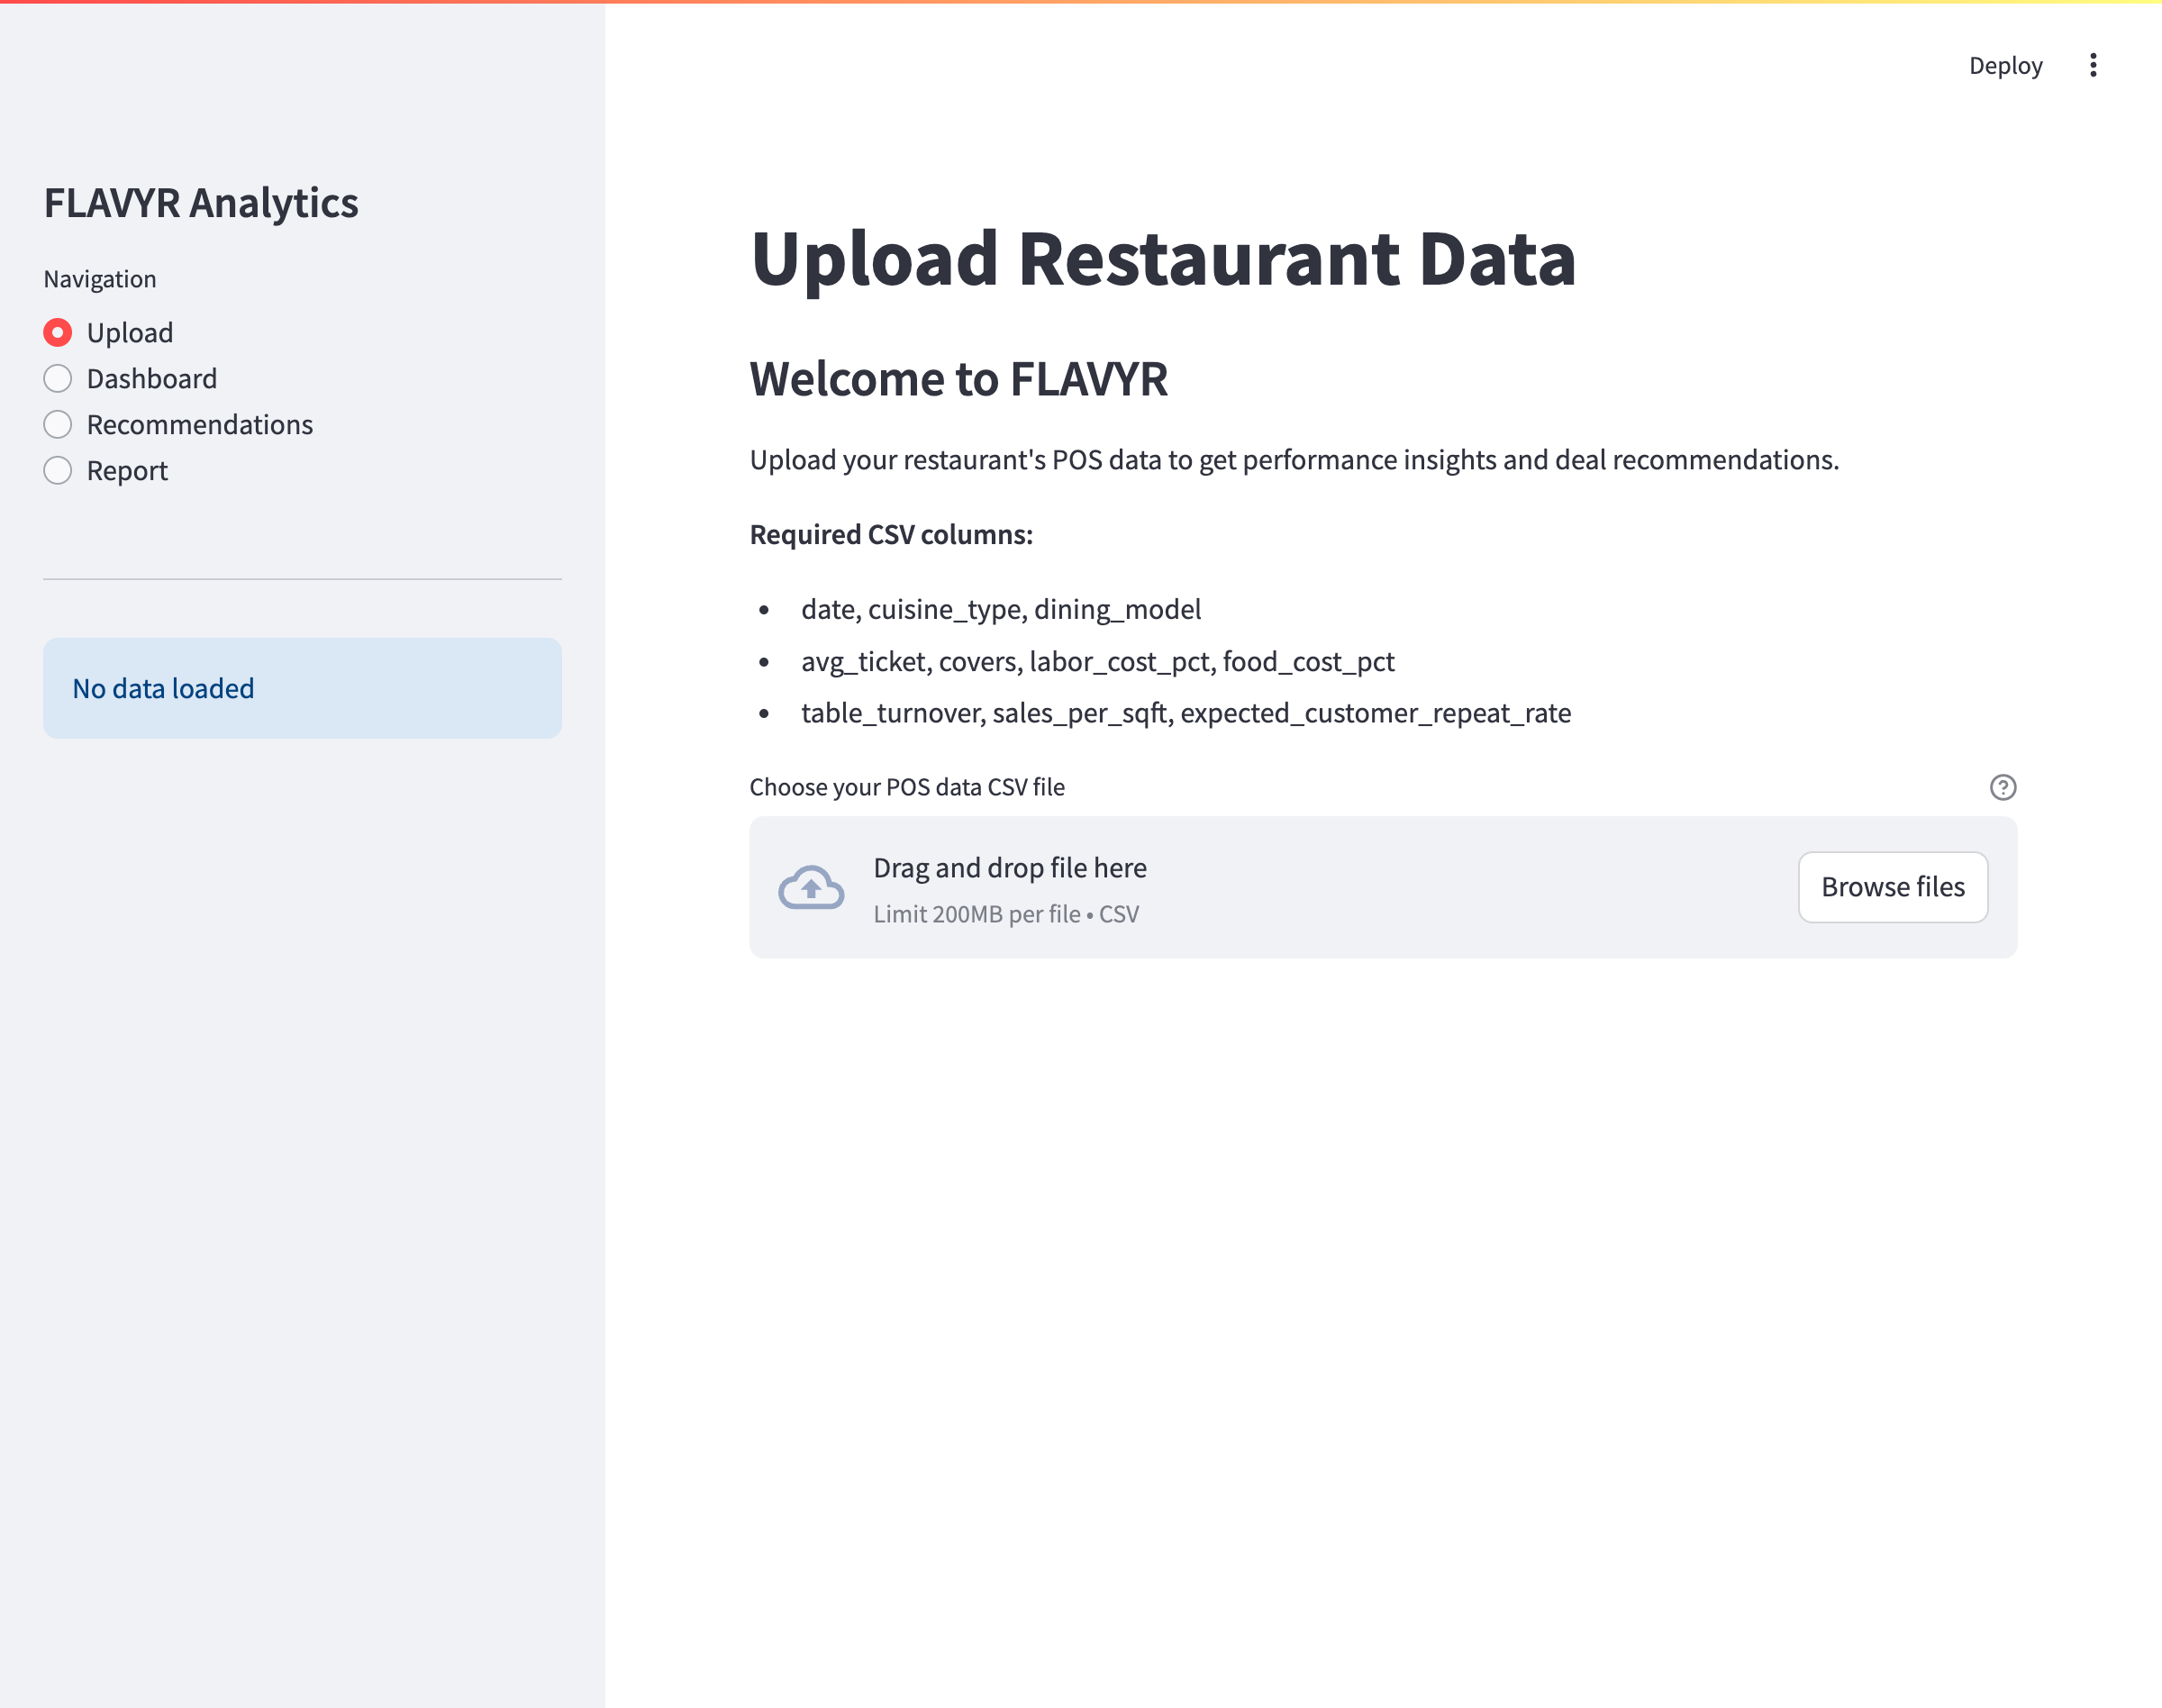 Deploy
FLAVYR Analytics
Navigation
Upload
Dashboard
Recommendations
Report
No data loaded
Upload Restaurant Data
Welcome to FLAVYR
Upload your restaurant's POS data to get performance insights and deal recommendations.
Required CSV columns:
• date, cuisine_type, dining_model
• avg_ticket, covers, labor_cost_pct, food_cost_pct
• table_turnover, sales_per_sqft, expected_customer_repeat_rate
Choose your POS data CSV file
Drag and drop file here
Limit 200MB per file • CSV
Browse files